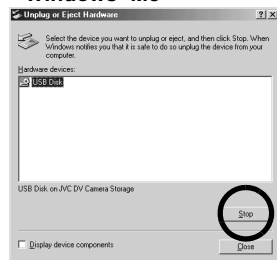 Unplug or Eject Hardware
Select the device you want to unplug or eject, and then click Stop. When
Windows notifies you that it is safe to do so unplug the device from your
computer.
Hardware devices:
USB Disk
USB Disk on JVC DV Camera Storage
Stop
Display device components
Close